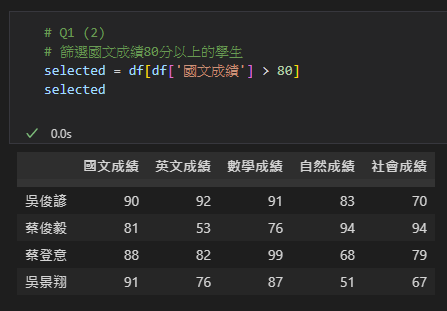 # Q1 (2)
# 篩選國文成績80分以上的學生
selected = df[df['國文成績'] > 80]
selected
0.0s
國文成績 英文成績 數學成績 自然成績 社會成績
吳俊諺 90 92 91 83 70
蔡俊毅 81 53 76 94 94
蔡登意 88 82 99 68 79
吳景翔 91 76 87 51 67